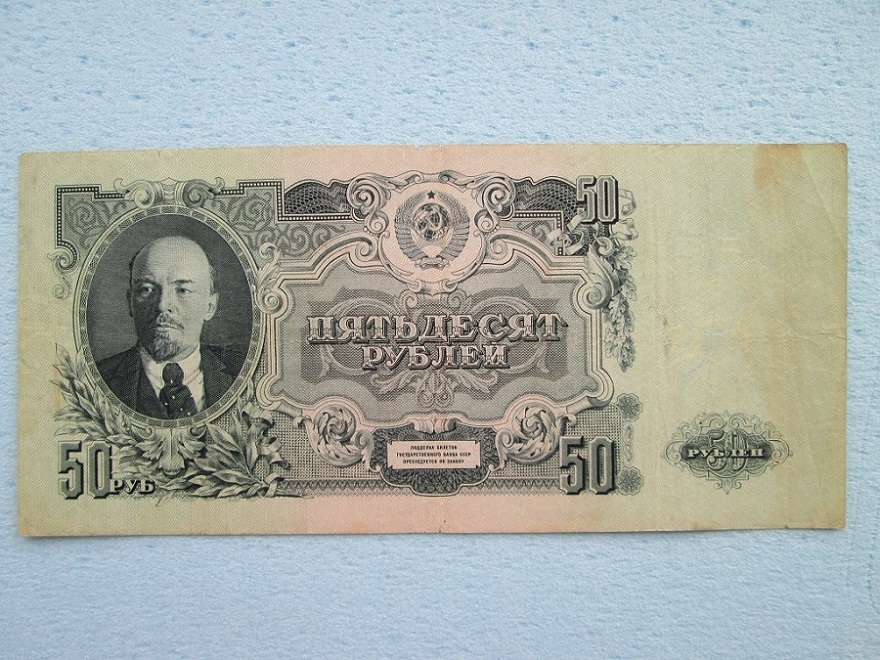 50
ПЯТЬДЕСЯТ
РУБЛЕЙ
50 РУБ
ПОДДЕЛКА БИЛЕТОВ
ГОСУДАРСТВЕННОГО БАНКА СССР
ПРЕСЛЕДУЕТСЯ ПО ЗАКОНУ
50
50
РУБЛЕЙ